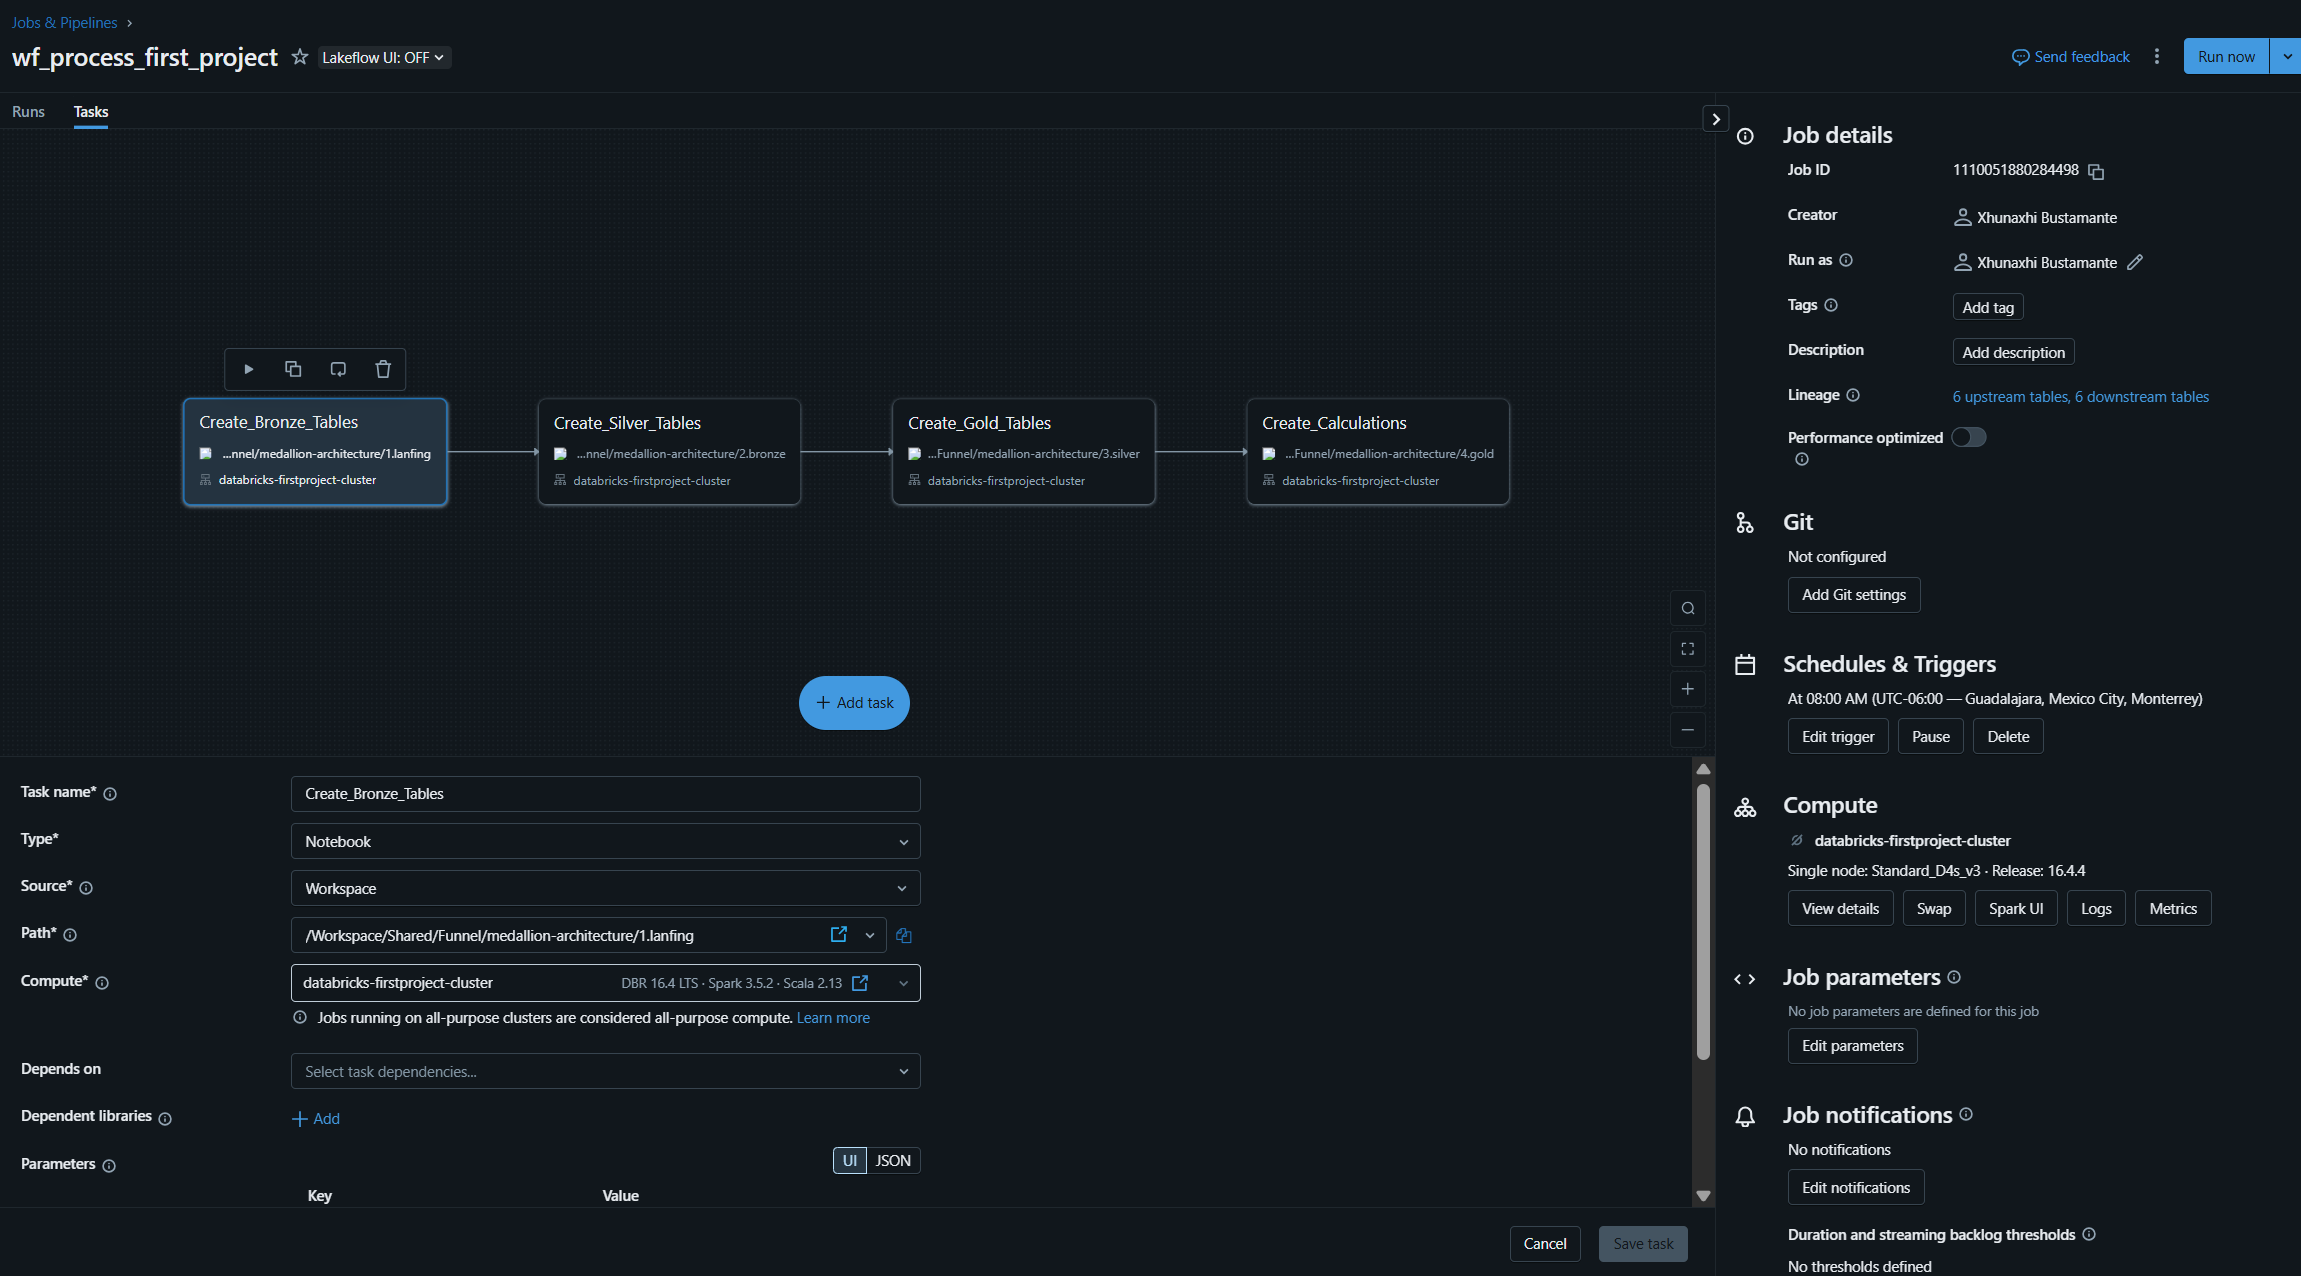 Jobs & Pipelines
wf_process_first_project
Lakeflow UI: OFF
Send feedback
Run now
Runs
Tasks
Create_Bronze_Tables
...nnel/medallion-architecture/1.lanfing
databricks-firstproject-cluster
Create_Silver_Tables
...nnel/medallion-architecture/2.bronze
databricks-firstproject-cluster
Create_Gold_Tables
...Funnel/medallion-architecture/3.silver
databricks-firstproject-cluster
Create_Calculations
...Funnel/medallion-architecture/4.gold
databricks-firstproject-cluster
+ Add task
Task name*
Create_Bronze_Tables
Type*
Notebook
Source*
Workspace
Path*
/Workspace/Shared/Funnel/medallion-architecture/1.lanfing
Compute*
databricks-firstproject-cluster
DBR 16.4 LTS · Spark 3.5.2 · Scala 2.13
Jobs running on all-purpose clusters are considered all-purpose compute. Learn more
Depends on
Select task dependencies...
Dependent libraries
+ Add
Parameters
UI
JSON
Key
Value
Cancel
Save task
Job details
Job ID
1110051880284498
Creator
Xhunaxhi Bustamante
Run as
Xhunaxhi Bustamante
Tags
Add tag
Description
Add description
Lineage
6 upstream tables, 6 downstream tables
Performance optimized
Git
Not configured
Add Git settings
Schedules & Triggers
At 08:00 AM (UTC-06:00 — Guadalajara, Mexico City, Monterrey)
Edit trigger
Pause
Delete
Compute
databricks-firstproject-cluster
Single node: Standard_D4s_v3 · Release: 16.4.4
View details
Swap
Spark UI
Logs
Metrics
Job parameters
No job parameters are defined for this job
Edit parameters
Job notifications
No notifications
Edit notifications
Duration and streaming backlog thresholds
No thresholds defined